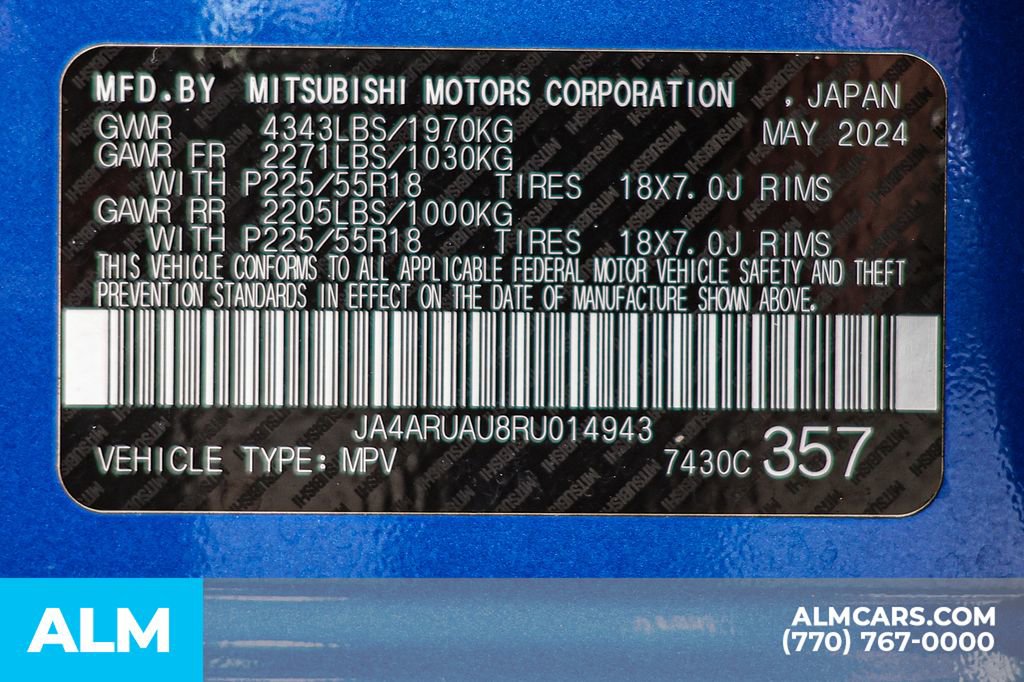 MFD.BY MITSUBISHI MOTORS CORPORATION , JAPAN
GVWR 4343LBS/1970KG MAY 2024
GAWR FR 2271LBS/1030KG
WITH P225/55R18 TIRES 18X7.0J RIMS
GAWR RR 2205LBS/1000KG
WITH P225/55R18 TIRES 18X7.0J RIMS
THIS VEHICLE CONFORMS TO ALL APPLICABLE FEDERAL MOTOR VEHICLE SAFETY AND THEFT
PREVENTION STANDARDS IN EFFECT ON THE DATE OF MANUFACTURE SHOWN ABOVE.
JA4ARUAU8RU014943
VEHICLE TYPE: MPV 7430C 357
ALM
ALMCARS.COM
(770) 767-0000